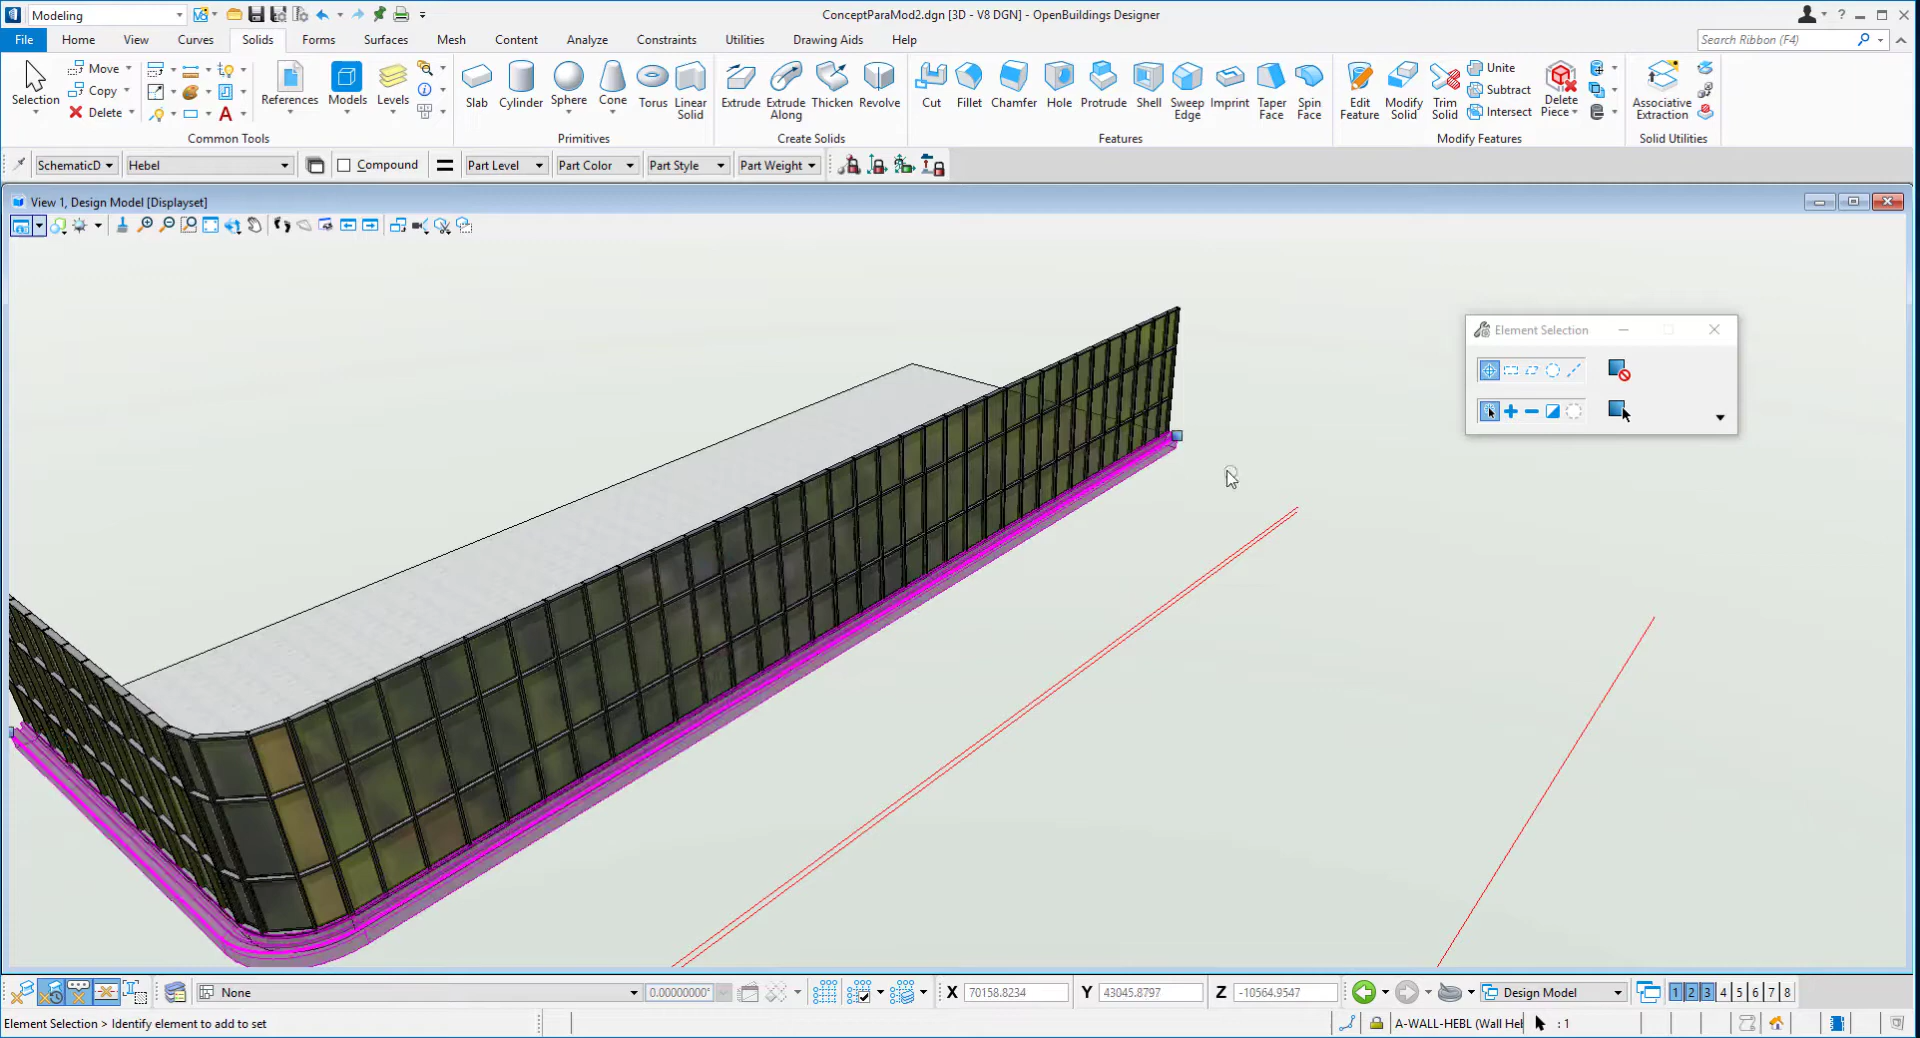 Modeling
ConceptParaMod2.dgn [3D - V8 DGN] - OpenBuildings Designer
File Home View Curves Solids Forms Surfaces Mesh Content Analyze Constraints Utilities Drawing Aids Help
Search Ribbon (F4)
Selection
Move
Copy
Delete
References Models Levels
Common Tools
Slab Cylinder Sphere Cone Torus Linear Solid
Primitives
Extrude Extrude Along Thicken Revolve
Create Solids
Cut Fillet Chamfer Hole Protrude Shell Sweep Edge Imprint Taper Face Spin Face
Features
Edit Feature Modify Solid Trim Solid
Unite
Subtract
Intersect
Delete Piece
Modify Features
Associative Extraction
Solid Utilities
SchematicD Hebel Compound Part Level Part Color Part Style Part Weight
View 1, Design Model [Displayset]
Element Selection
None 0.00000000° X 70158.8234 Y 43045.8797 Z -10564.9547 Design Model 1 2 3 4 5 6 7 8
Element Selection > Identify element to add to set
A-WALL-HEBL (Wall Hel : 1